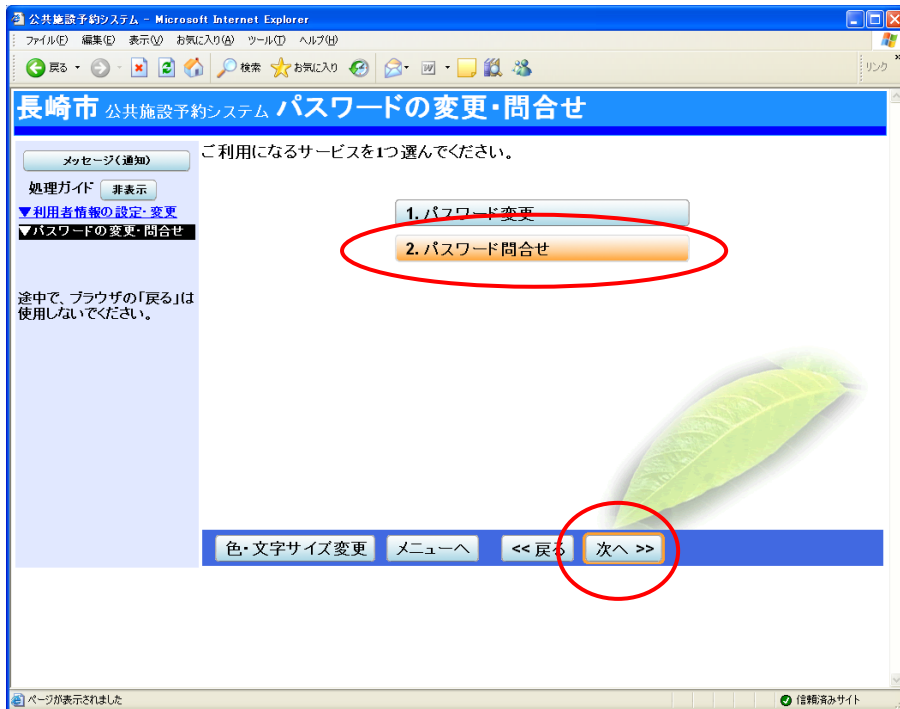 公共施設予約システム - Microsoft Internet Explorer
ファイル(F) 編集(E) 表示(V) お気に入り(A) ツール(T) ヘルプ(H)
戻る 検索 お気に入り リンク »
長崎市 公共施設予約システム パスワードの変更・問合せ
メッセージ(通知)
処理ガイド 非表示
▼利用者情報の設定・変更
▼パスワードの変更・問合せ
途中で、ブラウザの「戻る」は
使用しないでください。
ご利用になるサービスを1つ選んでください。
1. パスワード変更
2. パスワード問合せ
色・文字サイズ変更 メニューへ << 戻る 次へ >>
ページが表示されました 信頼済みサイト